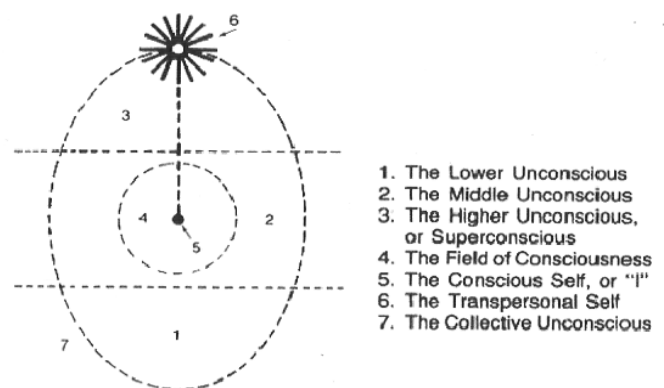 6
3
4
2
5
1
7
1. The Lower Unconscious
2. The Middle Unconscious
3. The Higher Unconscious,
or Superconscious
4. The Field of Consciousness
5. The Conscious Self, or "I"
6. The Transpersonal Self
7. The Collective Unconscious